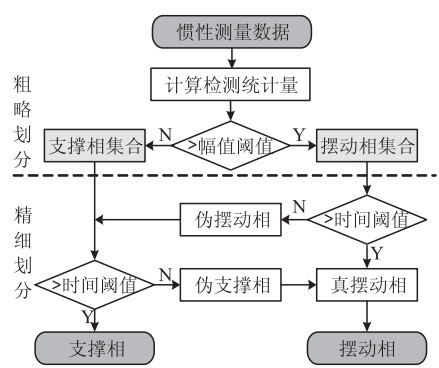 惯性测量数据
粗略划分
计算检测统计量
支撑相集合
N
>幅值阈值
Y
摆动相集合
精细划分
伪摆动相
N
>时间阈值
Y
>时间阈值
N
伪支撑相
真摆动相
Y
支撑相
摆动相